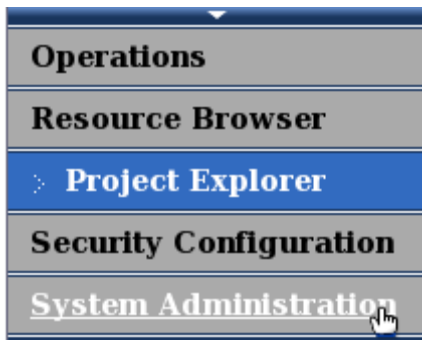 Operations
Resource Browser
Project Explorer
Security Configuration
System Administration